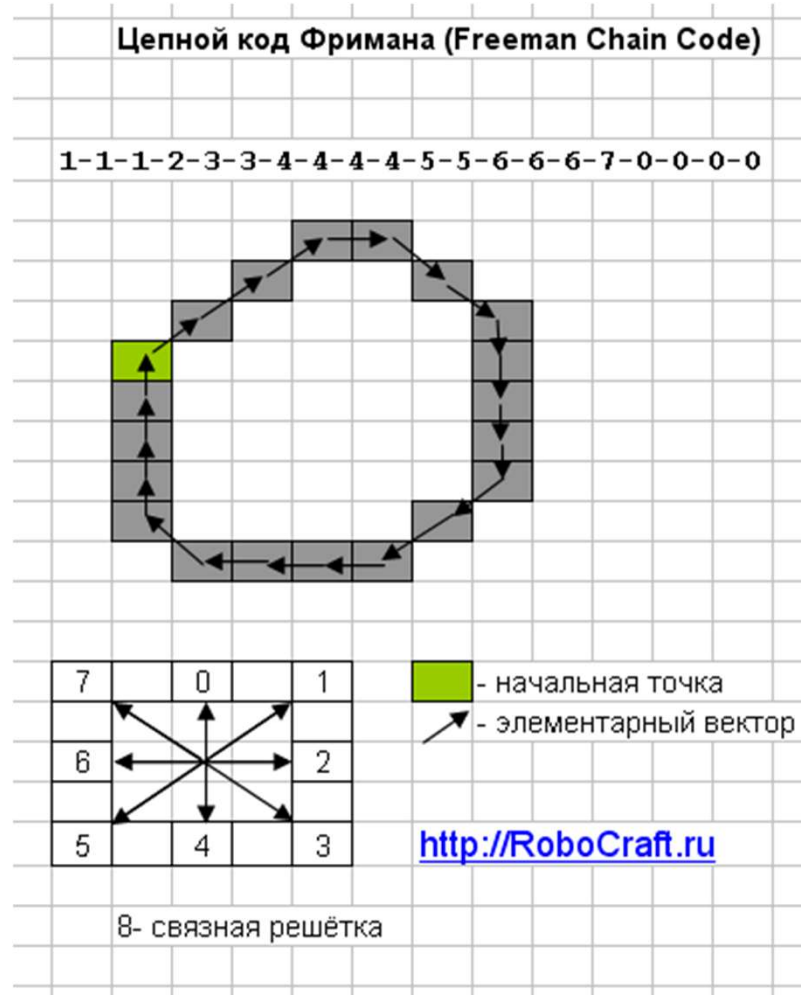 Цепной код Фримана (Freeman Chain Code)
1-1-1-2-3-3-4-4-4-4-5-5-6-6-6-7-0-0-0-0
7 0 1
6 2
5 4 3
- начальная точка
- элементарный вектор
http://RoboCraft.ru
8- связная решётка